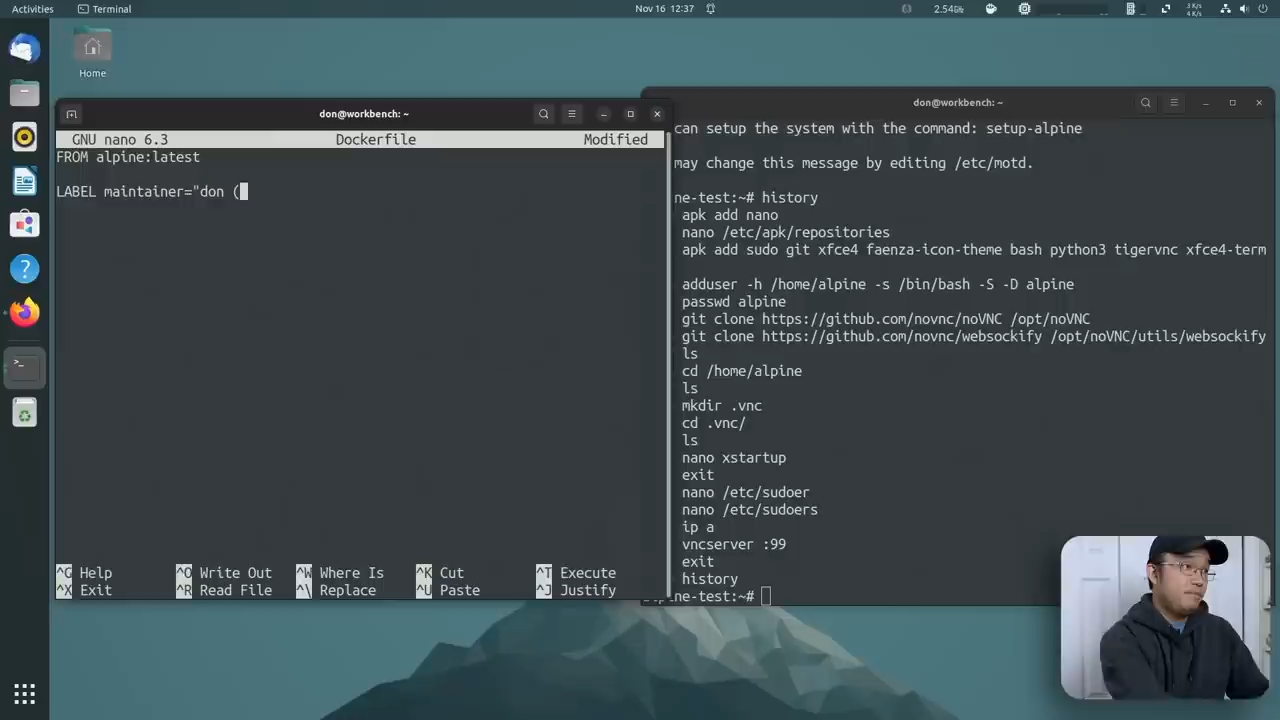 Activities
Terminal
Nov 16 12:37
2.54
Home
don@workbench: ~
GNU nano 6.3 Dockerfile Modified
FROM alpine:latest
LABEL maintainer="don (
^G Help ^O Write Out ^W Where Is ^K Cut ^T Execute
^X Exit ^R Read File ^\ Replace ^U Paste ^J Justify
don@workbench: ~
can setup the system with the command: setup-alpine
may change this message by editing /etc/motd.
ne-test:~# history
apk add nano
nano /etc/apk/repositories
apk add sudo git xfce4 faenza-icon-theme bash python3 tigervnc xfce4-term
adduser -h /home/alpine -s /bin/bash -S -D alpine
passwd alpine
git clone https://github.com/novnc/noVNC /opt/noVNC
git clone https://github.com/novnc/websockify /opt/noVNC/utils/websockify
ls
cd /home/alpine
ls
mkdir .vnc
cd .vnc/
ls
nano xstartup
exit
nano /etc/sudoer
nano /etc/sudoers
ip a
vncserver :99
exit
history
ne-test:~#